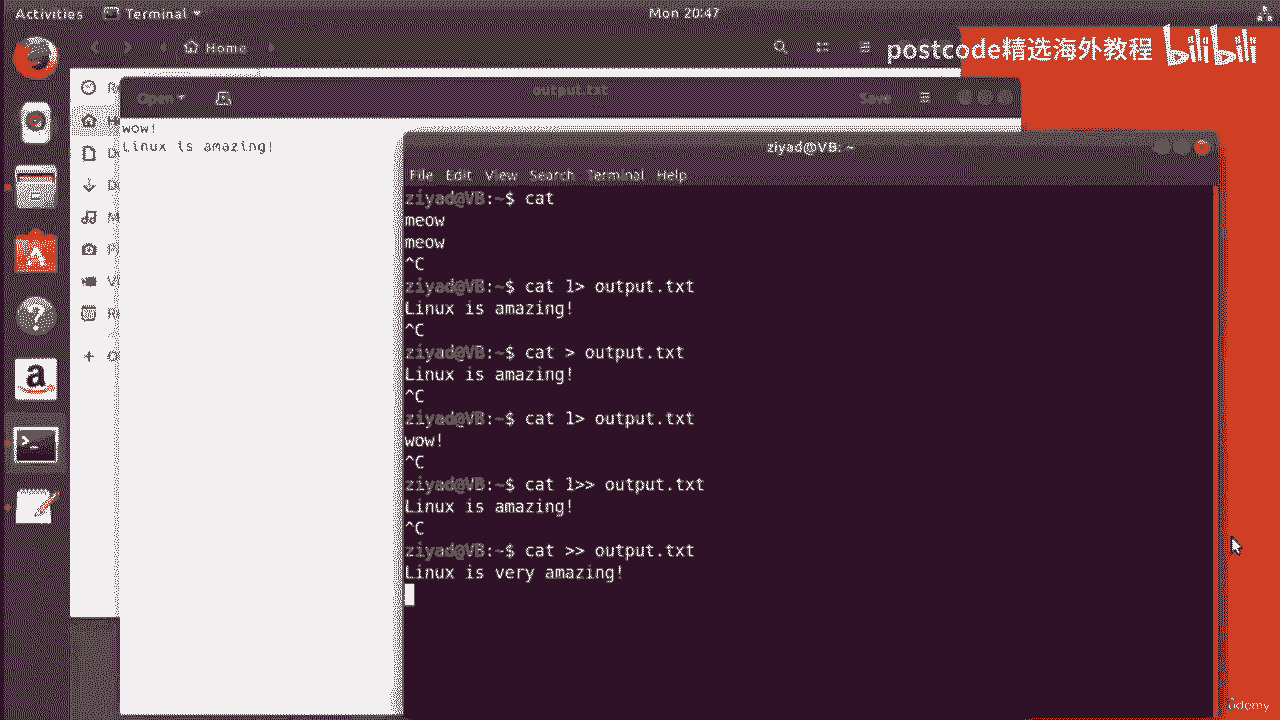 Activities
Terminal
Mon 20:47
Home
postcode精选海外教程 bilibili
Open
output.txt
Save
wow!
Linux is amazing!
ziyad@VB: ~
File Edit View Search Terminal Help
ziyad@VB:~$ cat
meow
meow
^C
ziyad@VB:~$ cat 1> output.txt
Linux is amazing!
^C
ziyad@VB:~$ cat > output.txt
Linux is amazing!
^C
ziyad@VB:~$ cat 1> output.txt
wow!
^C
ziyad@VB:~$ cat 1>> output.txt
Linux is amazing!
^C
ziyad@VB:~$ cat >> output.txt
Linux is very amazing!
Udemy